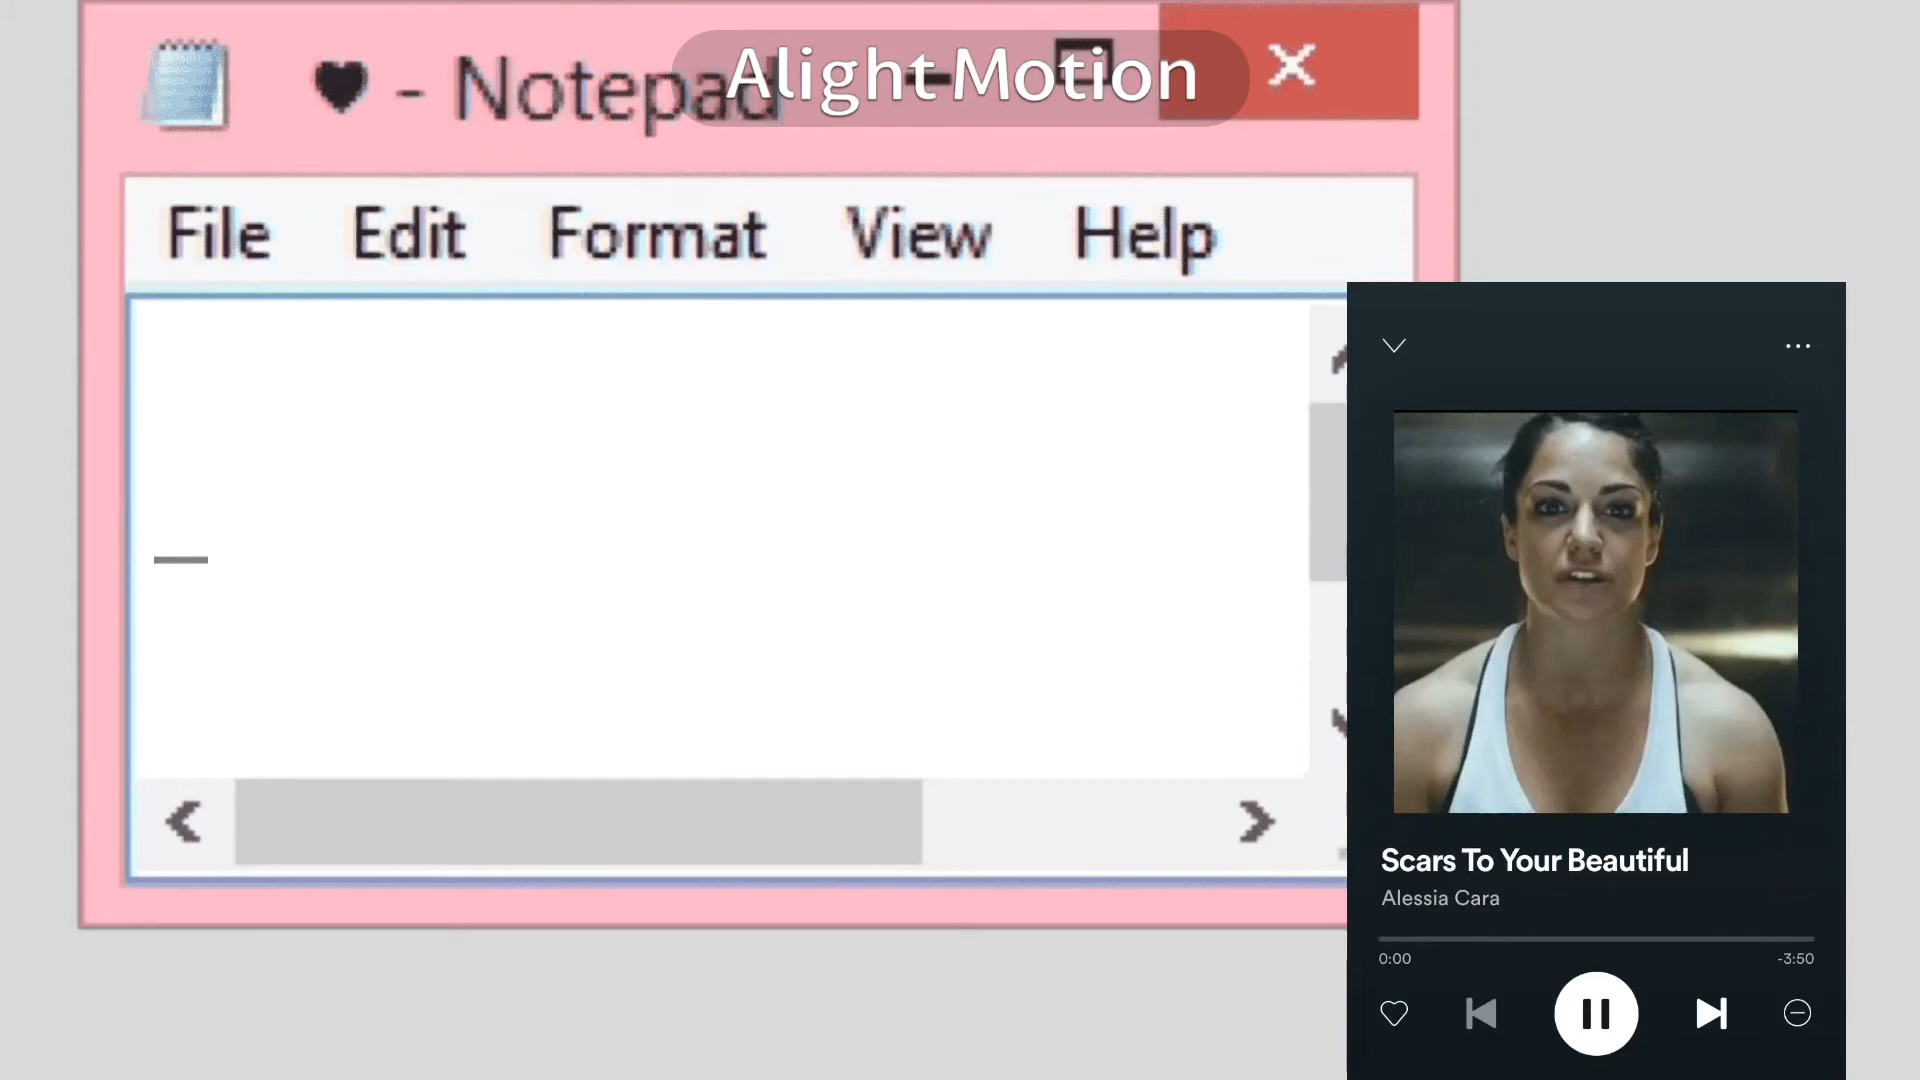 ♥ - Notepad
Alight Motion
File Edit Format View Help
Scars To Your Beautiful
Alessia Cara
0:00 -3:50